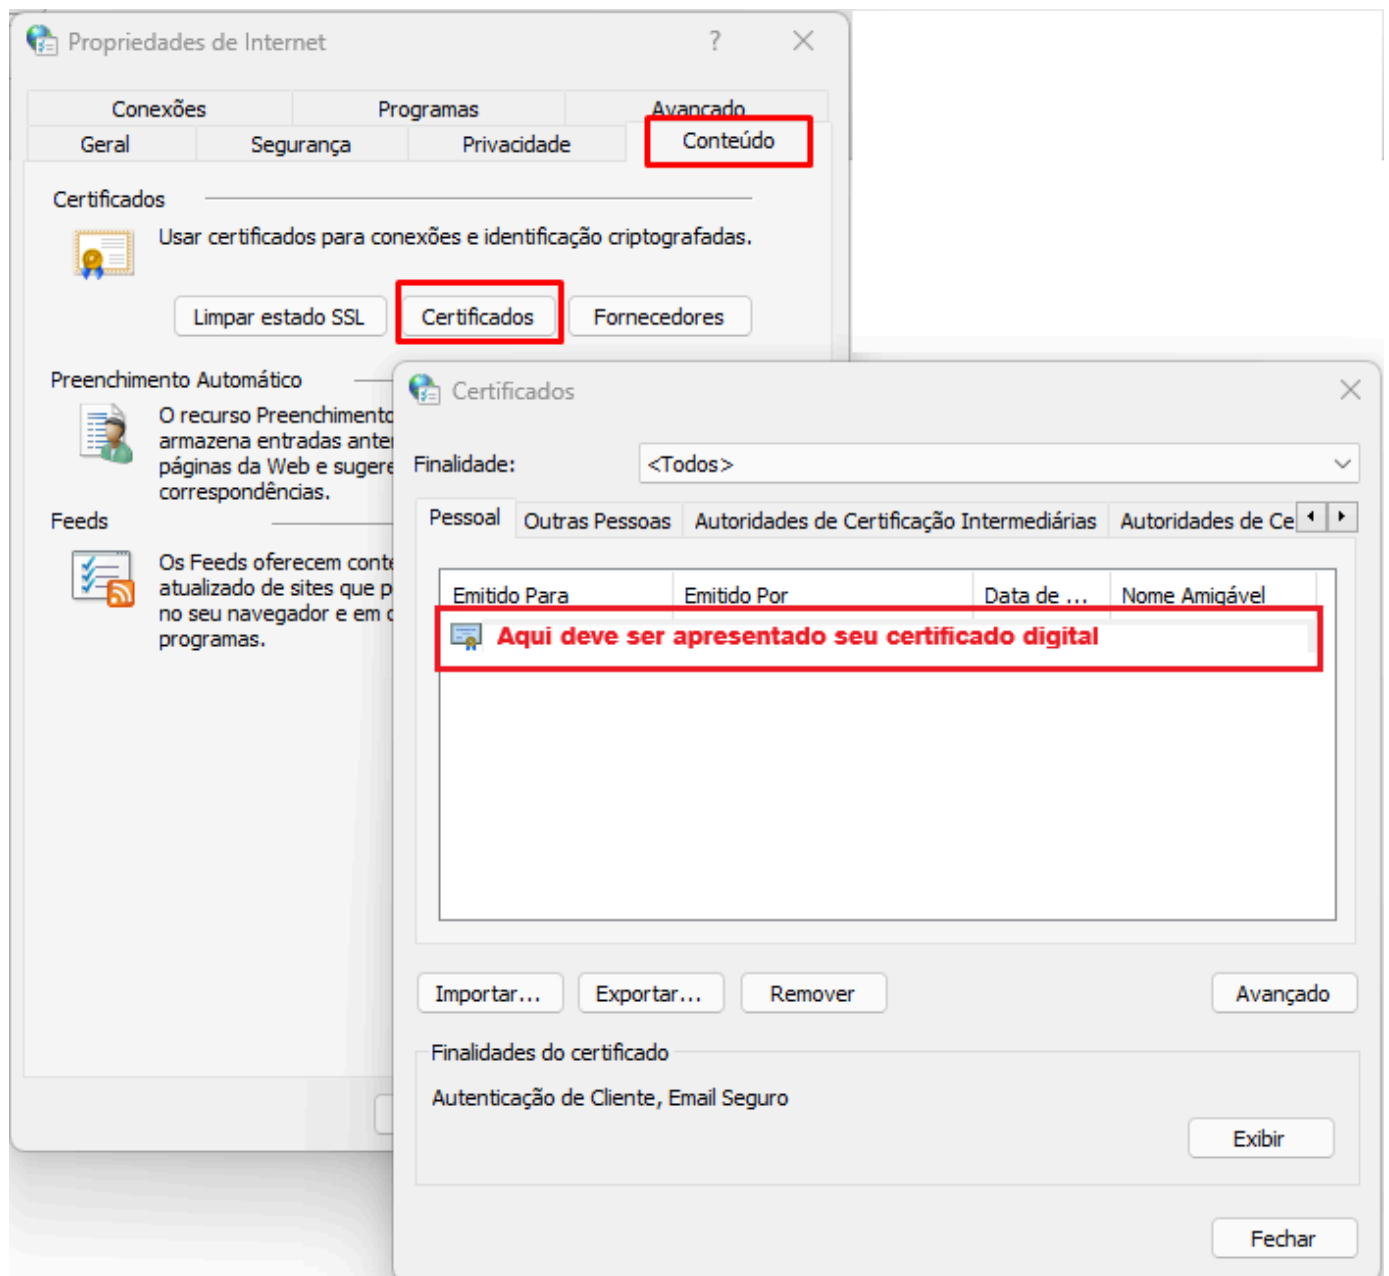 Propriedades de Internet
?
Conexões Programas Avançado
Geral Segurança Privacidade Conteúdo
Certificados
Usar certificados para conexões e identificação criptografadas.
Limpar estado SSL Certificados Fornecedores
Preenchimento Automático
O recurso Preenchimento
armazena entradas anter
páginas da Web e sugere
correspondências.
Feeds
Os Feeds oferecem conte
atualizado de sites que p
no seu navegador e em o
programas.
Certificados
Finalidade: <Todos>
Pessoal Outras Pessoas Autoridades de Certificação Intermediárias Autoridades de Ce
Emitido Para Emitido Por Data de ... Nome Amigável
Aqui deve ser apresentado seu certificado digital
Importar... Exportar... Remover Avançado
Finalidades do certificado
Autenticação de Cliente, Email Seguro
Exibir
Fechar